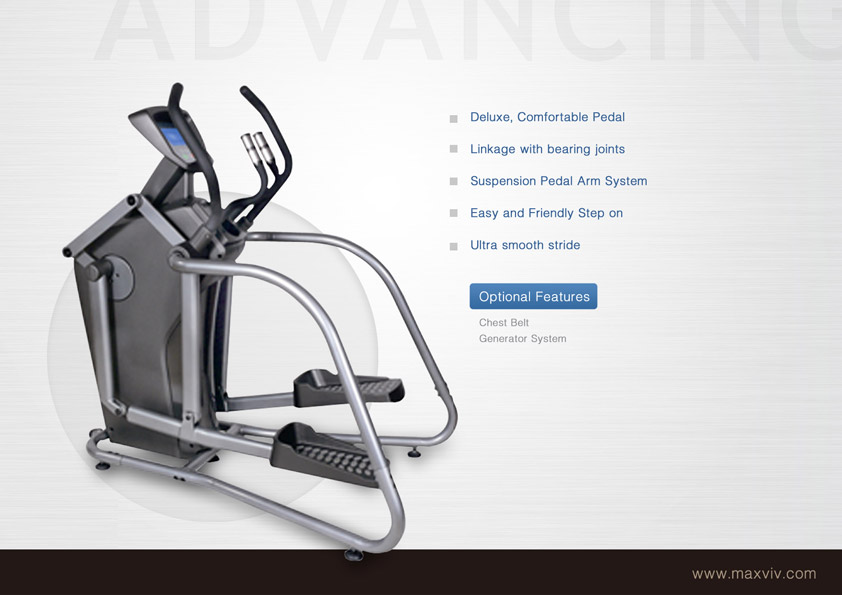 ADVANCING
Deluxe, Comfortable Pedal
Linkage with bearing joints
Suspension Pedal Arm System
Easy and Friendly Step on
Ultra smooth stride
Optional Features
Chest Belt
Generator System
www.maxviv.com